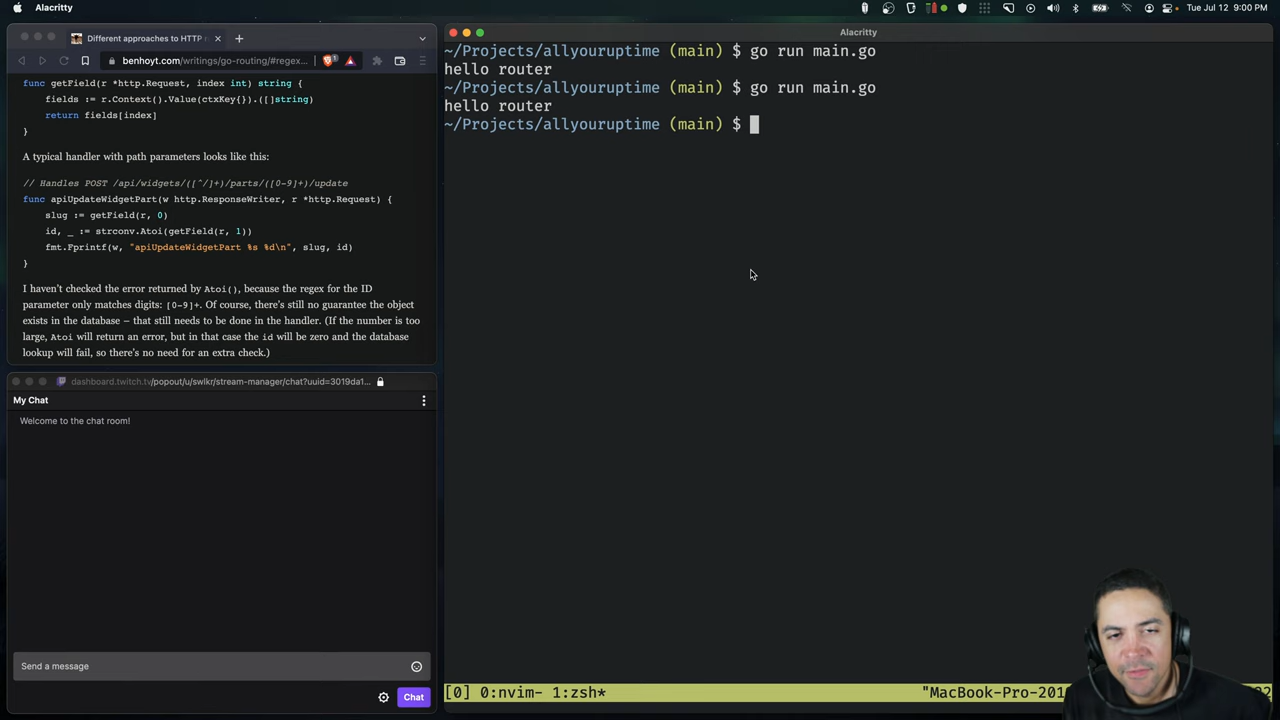 Alacritty
Tue Jul 12 9:00 PM
Different approaches to HTTP r
benhoyt.com/writings/go-routing/#regex...
func getField(r *http.Request, index int) string {
fields := r.Context().Value(ctxKey{}).([]string)
return fields[index]
}
A typical handler with path parameters looks like this:
// Handles POST /api/widgets/([^/]+)/parts/([0-9]+)/update
func apiUpdateWidgetPart(w http.ResponseWriter, r *http.Request) {
slug := getField(r, 0)
id, _ := strconv.Atoi(getField(r, 1))
fmt.Fprintf(w, "apiUpdateWidgetPart %s %d\n", slug, id)
}
I haven't checked the error returned by Atoi(), because the regex for the ID
parameter only matches digits: [0-9]+. Of course, there's still no guarantee the object
exists in the database – that still needs to be done in the handler. (If the number is too
large, Atoi will return an error, but in that case the id will be zero and the database
lookup will fail, so there's no need for an extra check.)
dashboard.twitch.tv/popout/u/swlkr/stream-manager/chat?uuid=3019da1...
My Chat
Welcome to the chat room!
Send a message
Chat
Alacritty
~/Projects/allyouruptime (main) $ go run main.go
hello router
~/Projects/allyouruptime (main) $ go run main.go
hello router
~/Projects/allyouruptime (main) $
[0] 0:nvim- 1:zsh*
"MacBook-Pro-201